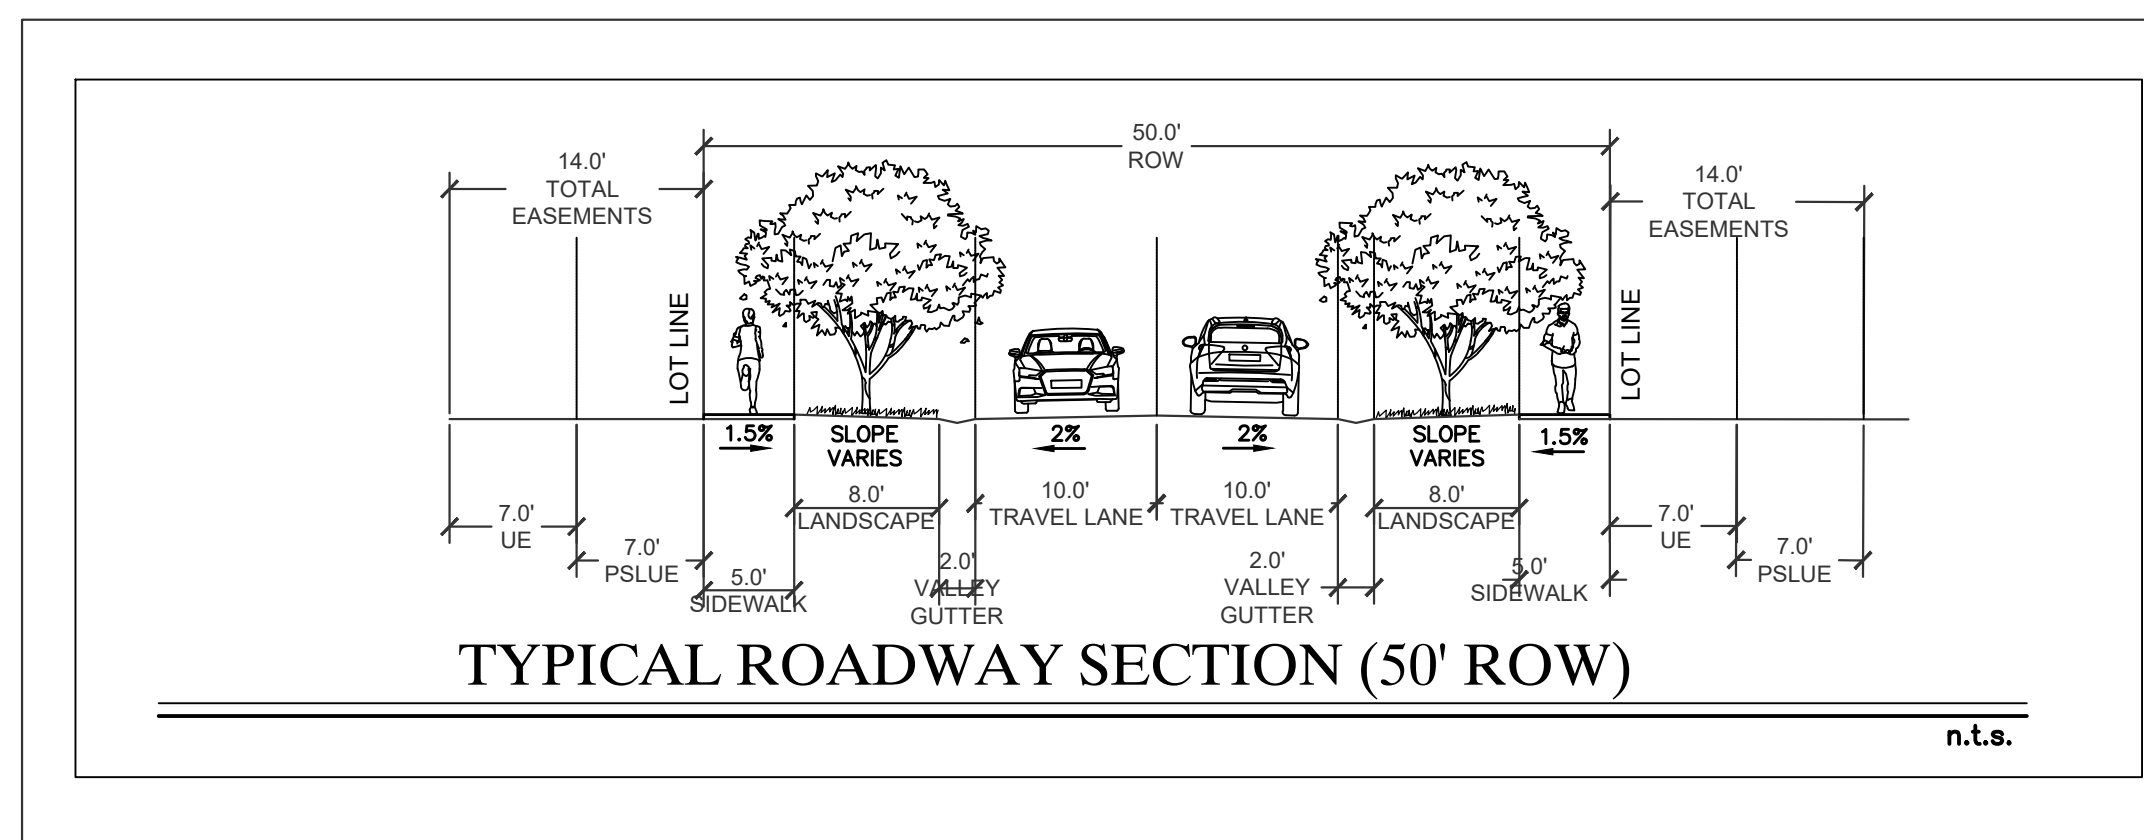 50.0'
ROW
14.0'
TOTAL
EASEMENTS
14.0'
TOTAL
EASEMENTS
LOT LINE
LOT LINE
1.5%
SLOPE
VARIES
2%
2%
SLOPE
VARIES
1.5%
7.0'
UE
7.0'
PSLUE
5.0'
SIDEWALK
8.0'
LANDSCAPE
2.0'
VALLEY
GUTTER
10.0'
TRAVEL LANE
10.0'
TRAVEL LANE
2.0'
VALLEY
GUTTER
8.0'
LANDSCAPE
5.0'
SIDEWALK
7.0'
UE
7.0'
PSLUE
TYPICAL ROADWAY SECTION (50' ROW)
n.t.s.